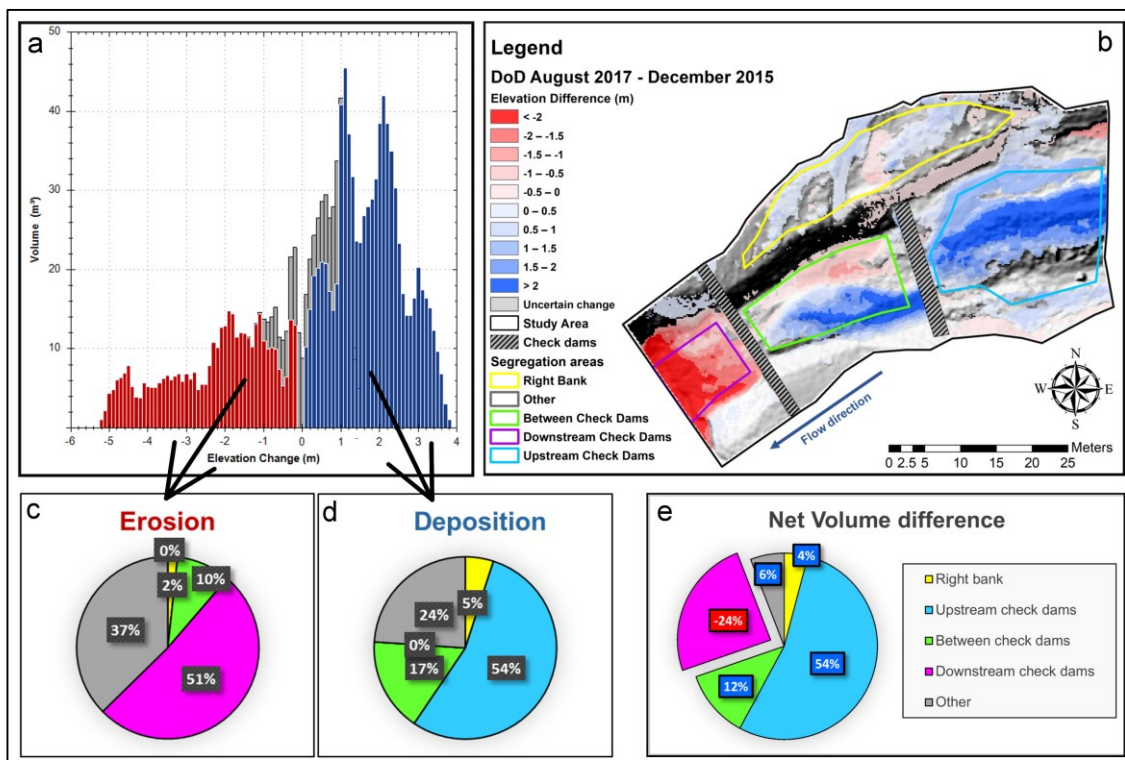 a
50
40
30
20
10
Volume (m³)
-6 -5 -4 -3 -2 -1 0 1 2 3 4
Elevation Change (m)
b
Legend
DoD August 2017 - December 2015
Elevation Difference (m)
< -2
-2 – -1.5
-1.5 – -1
-1 – -0.5
-0.5 – 0
0 – 0.5
0.5 – 1
1 – 1.5
1.5 – 2
> 2
Uncertain change
Study Area
Check dams
Segregation areas
Right Bank
Other
Between Check Dams
Downstream Check Dams
Upstream Check Dams
Flow direction
N
W E
S
Meters
0 2.5 5 10 15 20 25
c
Erosion
0%
2%
10%
37%
51%
d
Deposition
24%
5%
0%
17%
54%
e
Net Volume difference
4%
6%
-24%
54%
12%
Right bank
Upstream check dams
Between check dams
Downstream check dams
Other